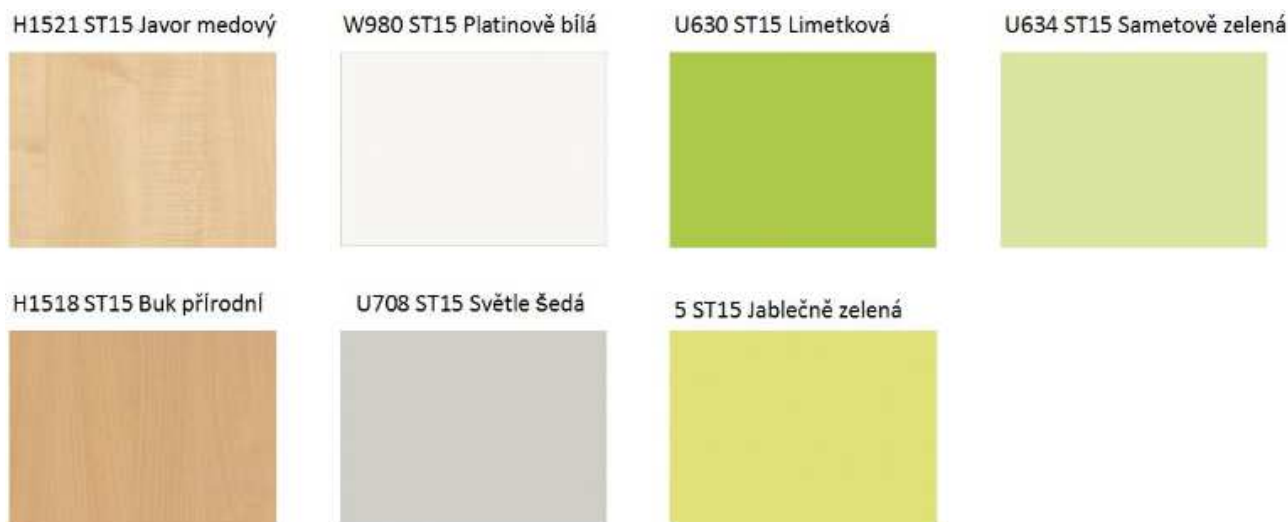 H1521 ST15 Javor medový
W980 ST15 Platinově bílá
U630 ST15 Limetková
U634 ST15 Sametově zelená
H1518 ST15 Buk přírodní
U708 ST15 Světle šedá
5 ST15 Jablečně zelená